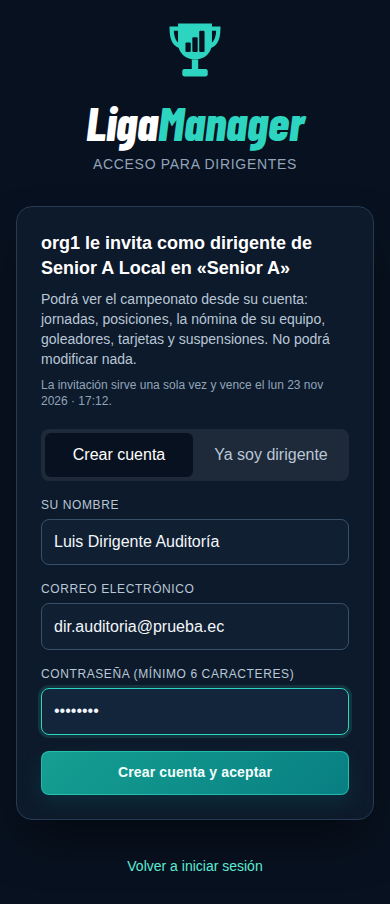 LigaManager
ACCESO PARA DIRIGENTES
org1 le invita como dirigente de
Senior A Local en «Senior A»
Podrá ver el campeonato desde su cuenta:
jornadas, posiciones, la nómina de su equipo,
goleadores, tarjetas y suspensiones. No podrá
modificar nada.
La invitación sirve una sola vez y vence el lun 23 nov
2026 · 17:12.
Crear cuenta
Ya soy dirigente
SU NOMBRE
Luis Dirigente Auditoría
CORREO ELECTRÓNICO
dir.auditoria@prueba.ec
CONTRASEÑA (MÍNIMO 6 CARACTERES)
••••••••
Crear cuenta y aceptar
Volver a iniciar sesión